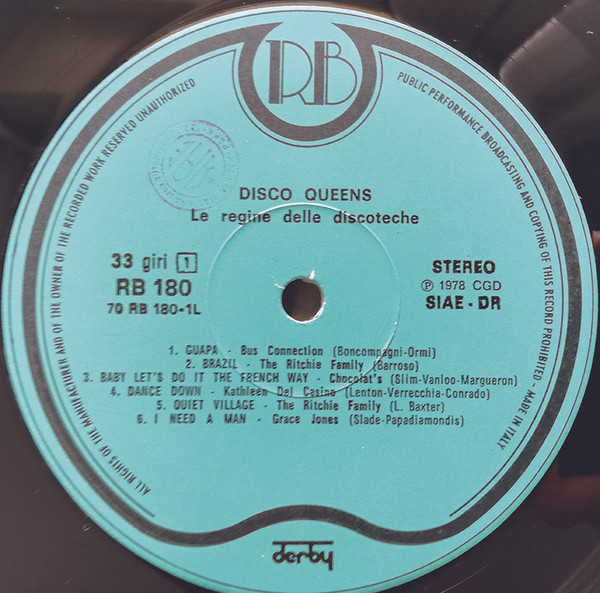 RB
ALL RIGHTS OF THE MANUFACTURER AND OF THE OWNER OF THE RECORDED WORK RESERVED UNAUTHORIZED
PUBLIC PERFORMANCE BROADCASTING AND COPYING OF THIS RECORD PROHIBITED - MADE IN ITALY
DISCO QUEENS
Le regine delle discoteche
33 giri 1
RB 180
70 RB 180-1L
STEREO
Ⓟ 1978 CGD
SIAE - DR
1. GUAPA - Bus Connection (Boncompagni-Ormi)
2. BRAZIL - The Ritchie Family (Barroso)
3. BABY LET'S DO IT THE FRENCH WAY - Chocolat's (Slim-Vanloo-Margueron)
4. DANCE DOWN - Kathleen Del Casino (Lenton-Verrecchia-Conrado)
5. QUIET VILLAGE - The Ritchie Family (L. Baxter)
6. I NEED A MAN - Grace Jones (Slade-Papadiamondis)
derby